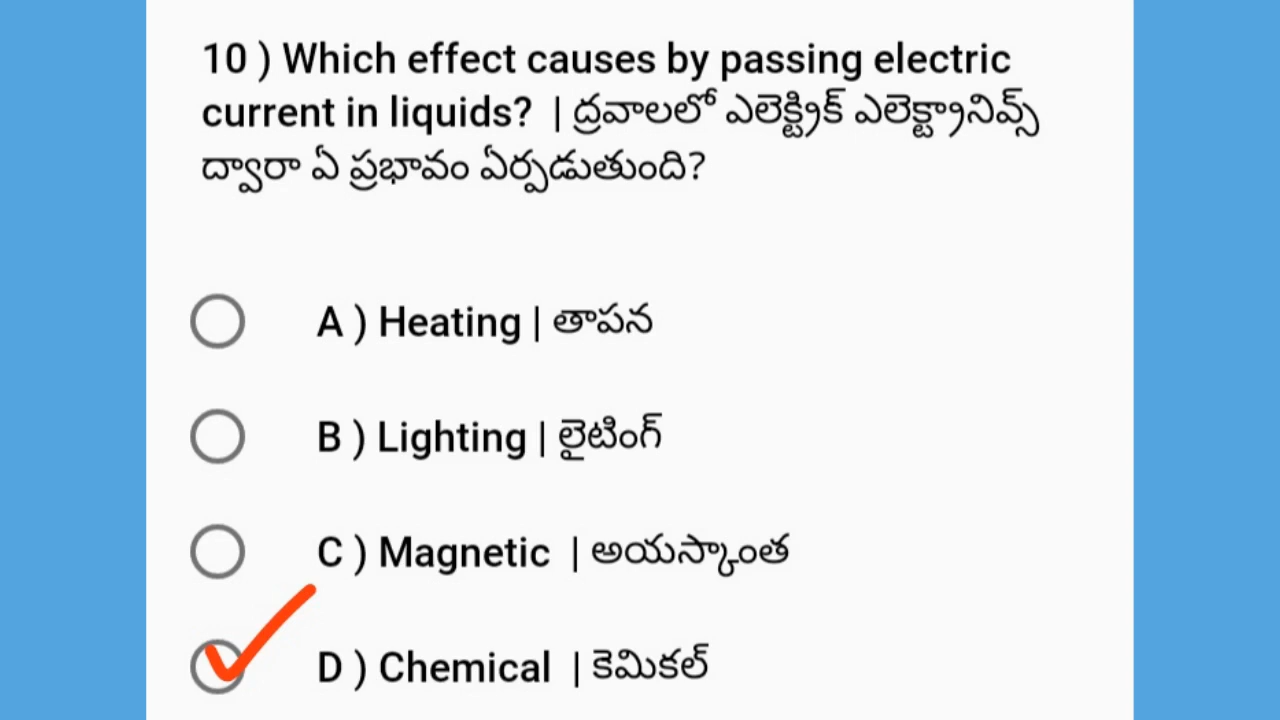 10 ) Which effect causes by passing electric
current in liquids? | ద్రవాలలో ఎలెక్ట్రిక్ ఎలెక్ట్రానివ్స్
ద్వారా ఏ ప్రభావం ఏర్పడుతుంది?
A ) Heating | తాపన
B ) Lighting | లైటింగ్
C ) Magnetic | అయస్కాంత
D ) Chemical | కెమికల్